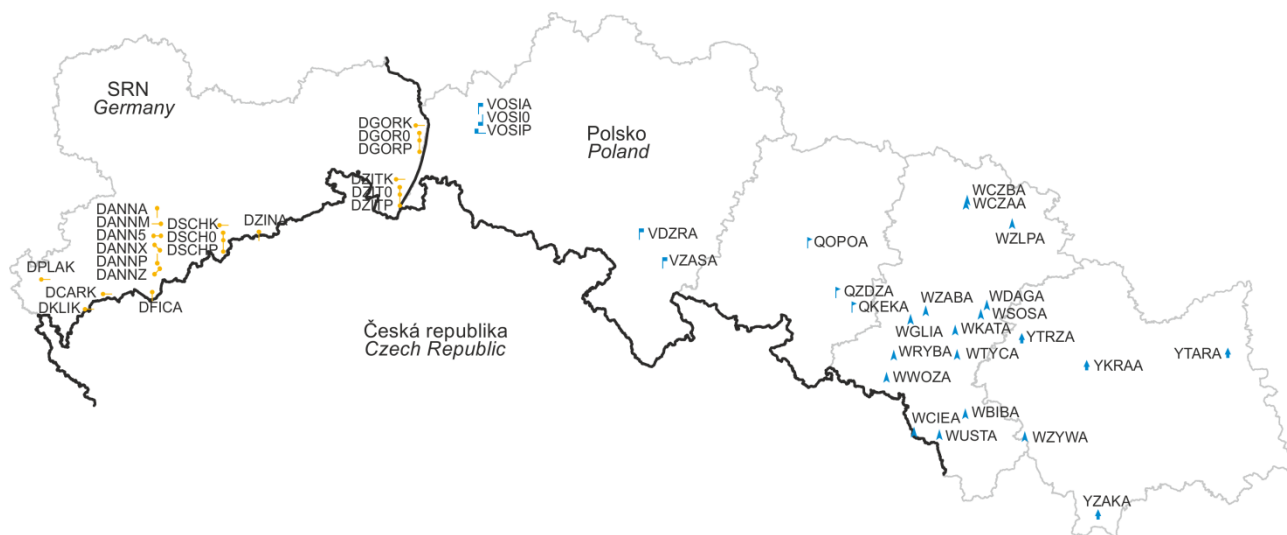 SRN
Germany
VOSIA
VOSI0
VOSIP
DGORK
DGOR0
DGORP
Polsko
Poland
DZITK
DZIT0
DZITP
WCZBA
WCZAA
WZLPA
DANNA
DANNM
DANN5
DANNX
DANNP
DANNZ
DSCHK
DSCH0
DSCHP
DZINA
VDZRA
VZASA
QOPOA
DPLAK
DCARK
DKLIK
DFICA
QZDZA
QKEKA
WZABA
WDAGA
WSOSA
WGLIA
WKATA
Česká republika
Czech Republic
YTRZA
WRYBA
WTYCA
YKRAA
YTARA
WWOZA
WCIEA
WBIBA
WUSTA
WZYWA
YZAKA